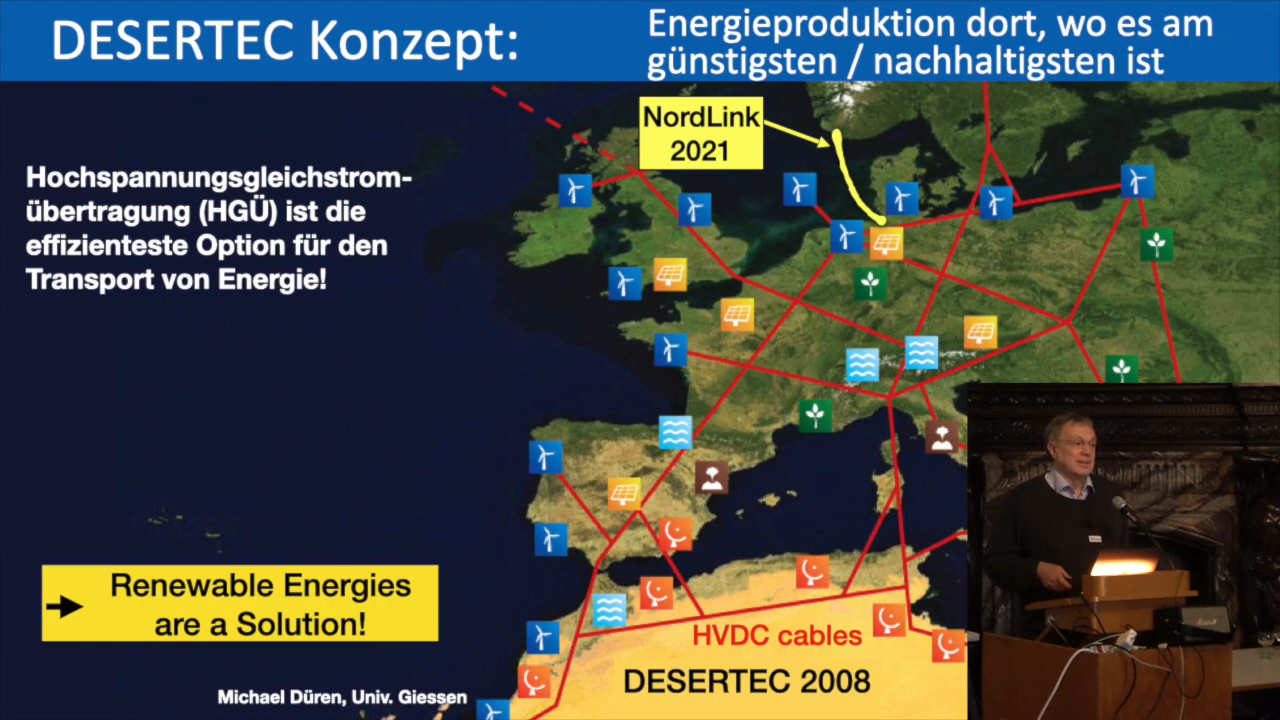 DESERTEC Konzept:
Energieproduktion dort, wo es am
günstigsten / nachhaltigsten ist
NordLink
2021
Hochspannungsgleichstrom-
übertragung (HGÜ) ist die
effizienteste Option für den
Transport von Energie!
Renewable Energies
are a Solution!
HVDC cables
DESERTEC 2008
Michael Düren, Univ. Giessen